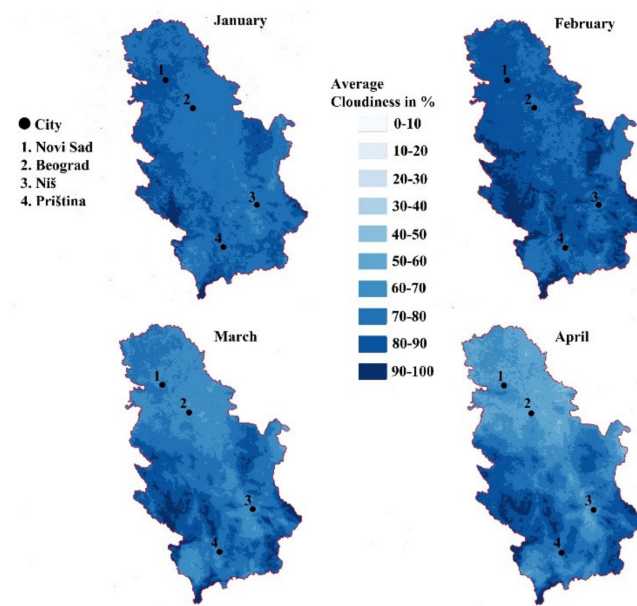 January
February
1
2
3
4
City
1. Novi Sad
2. Beograd
3. Niš
4. Priština
Average
Cloudiness in %
0-10
10-20
20-30
30-40
40-50
50-60
60-70
70-80
80-90
90-100
1
2
3
4
March
April
1
2
3
4
1
2
3
4